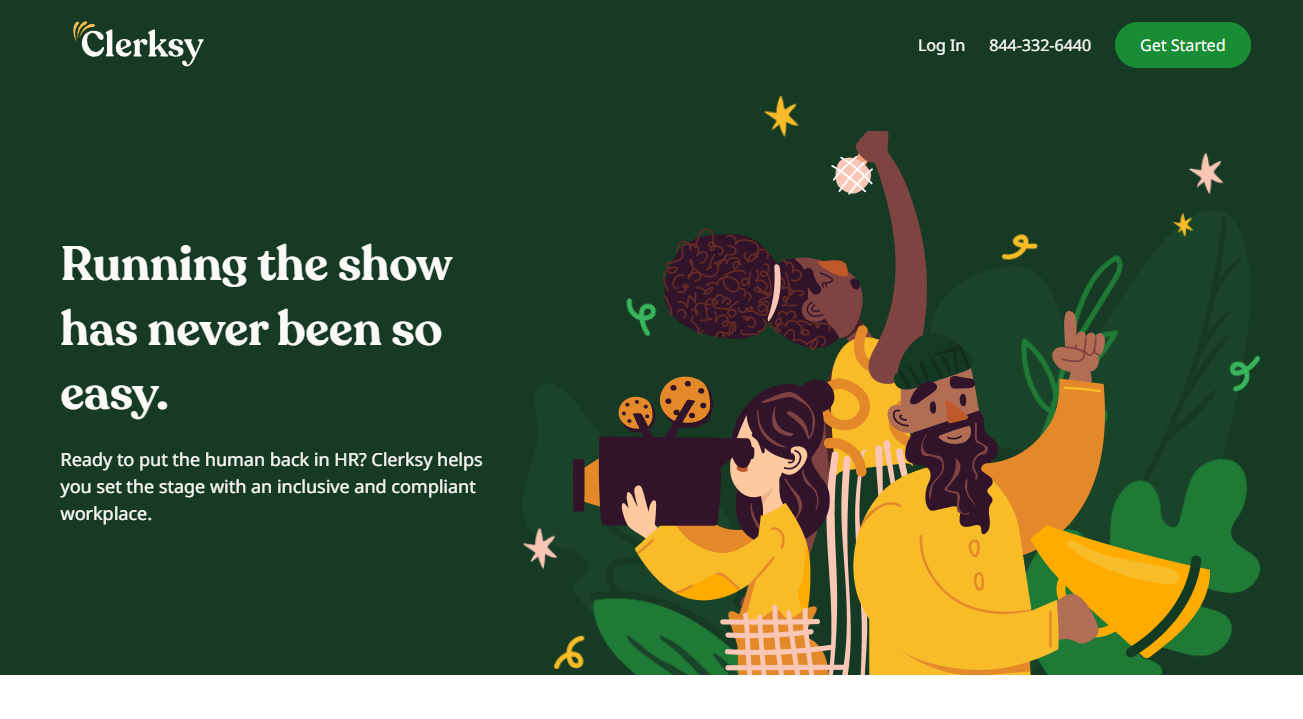 Clerksy
Log In
844-332-6440
Get Started
Running the show
has never been so
easy.
Ready to put the human back in HR? Clerksy helps
you set the stage with an inclusive and compliant
workplace.